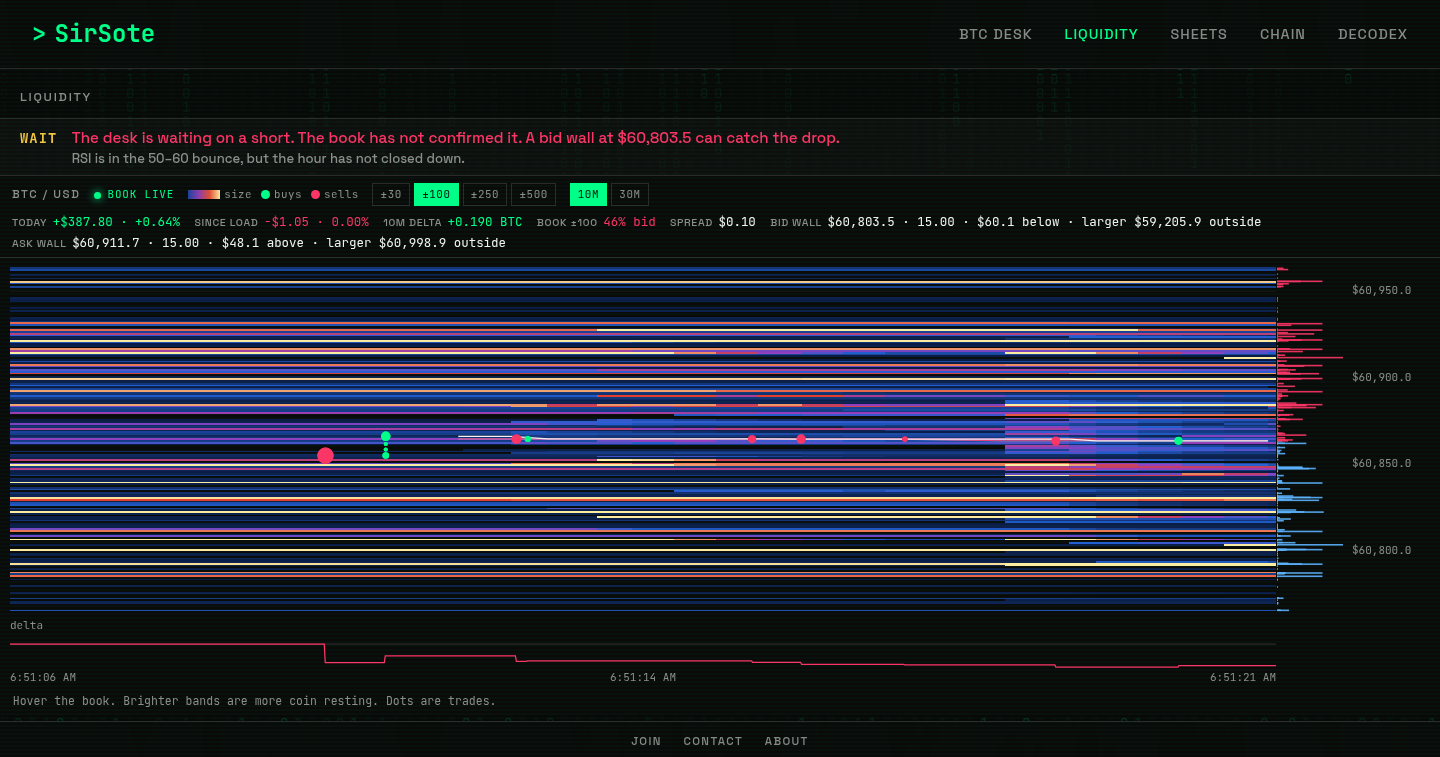 > SirSote
BTC DESK LIQUIDITY SHEETS CHAIN DECODEX
LIQUIDITY
WAIT The desk is waiting on a short. The book has not confirmed it. A bid wall at $60,803.5 can catch the drop.
RSI is in the 50–60 bounce, but the hour has not closed down.
BTC / USD BOOK LIVE size buys sells ±30 ±100 ±250 ±500 10M 30M
TODAY +$387.80 · +0.64% SINCE LOAD -$1.05 · 0.00% 10M DELTA +0.190 BTC BOOK ±100 46% bid SPREAD $0.10 BID WALL $60,803.5 · 15.00 · $60.1 below · larger $59,205.9 outside
ASK WALL $60,911.7 · 15.00 · $48.1 above · larger $60,998.9 outside
$60,950.0
$60,900.0
$60,850.0
$60,800.0
delta
6:51:06 AM 6:51:14 AM 6:51:21 AM
Hover the book. Brighter bands are more coin resting. Dots are trades.
JOIN CONTACT ABOUT